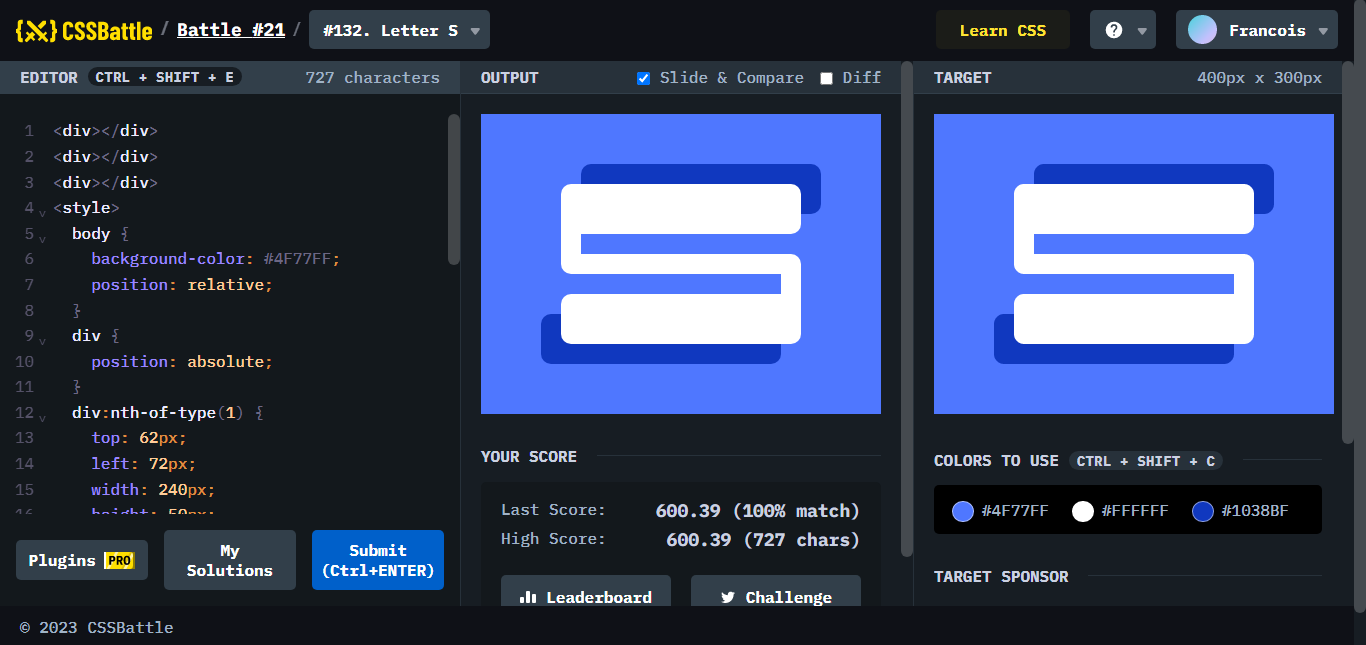 {X} CSSBattle / Battle #21 / #132. Letter S
Learn CSS
Francois
EDITOR CTRL + SHIFT + E 727 characters
1 <div></div>
2 <div></div>
3 <div></div>
4 <style>
5 body {
6 background-color: #4F77FF;
7 position: relative;
8 }
9 div {
10 position: absolute;
11 }
12 div:nth-of-type(1) {
13 top: 62px;
14 left: 72px;
15 width: 240px;
16 height: 50px;
Plugins PRO
My Solutions
Submit (Ctrl+ENTER)
OUTPUT Slide & Compare Diff
YOUR SCORE
Last Score: 600.39 (100% match)
High Score: 600.39 (727 chars)
Leaderboard
Challenge
TARGET 400px x 300px
COLORS TO USE CTRL + SHIFT + C
#4F77FF #FFFFFF #1038BF
TARGET SPONSOR
© 2023 CSSBattle